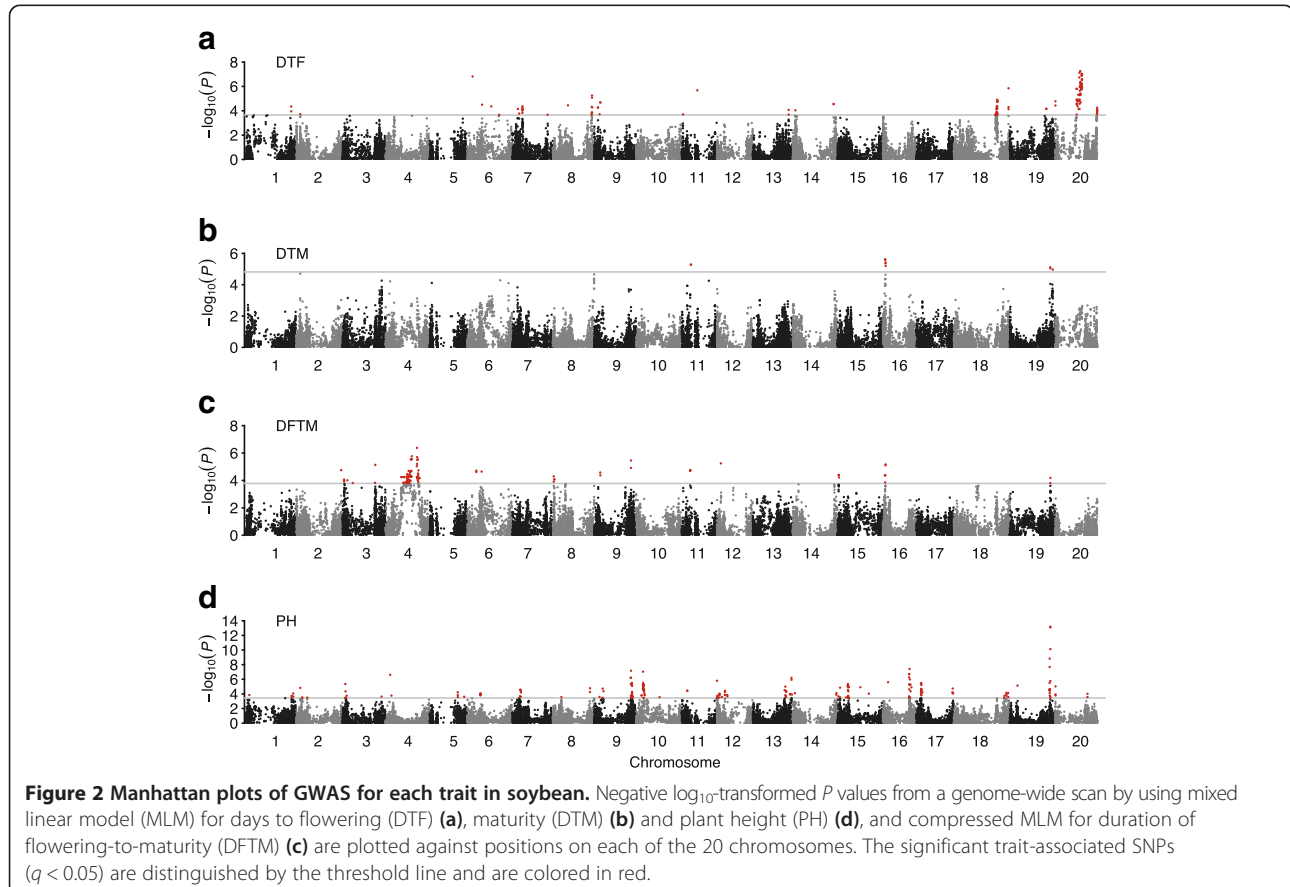 a
DTF
−log10(P)
8
6
4
2
0
1 2 3 4 5 6 7 8 9 10 11 12 13 14 15 16 17 18 19 20
b
DTM
−log10(P)
6
4
2
0
1 2 3 4 5 6 7 8 9 10 11 12 13 14 15 16 17 18 19 20
c
DFTM
−log10(P)
8
6
4
2
0
1 2 3 4 5 6 7 8 9 10 11 12 13 14 15 16 17 18 19 20
d
PH
−log10(P)
14
12
10
8
6
4
2
0
1 2 3 4 5 6 7 8 9 10 11 12 13 14 15 16 17 18 19 20
Chromosome
Figure 2 Manhattan plots of GWAS for each trait in soybean. Negative log10-transformed P values from a genome-wide scan by using mixed
linear model (MLM) for days to flowering (DTF) (a), maturity (DTM) (b) and plant height (PH) (d), and compressed MLM for duration of
flowering-to-maturity (DFTM) (c) are plotted against positions on each of the 20 chromosomes. The significant trait-associated SNPs
(q < 0.05) are distinguished by the threshold line and are colored in red.